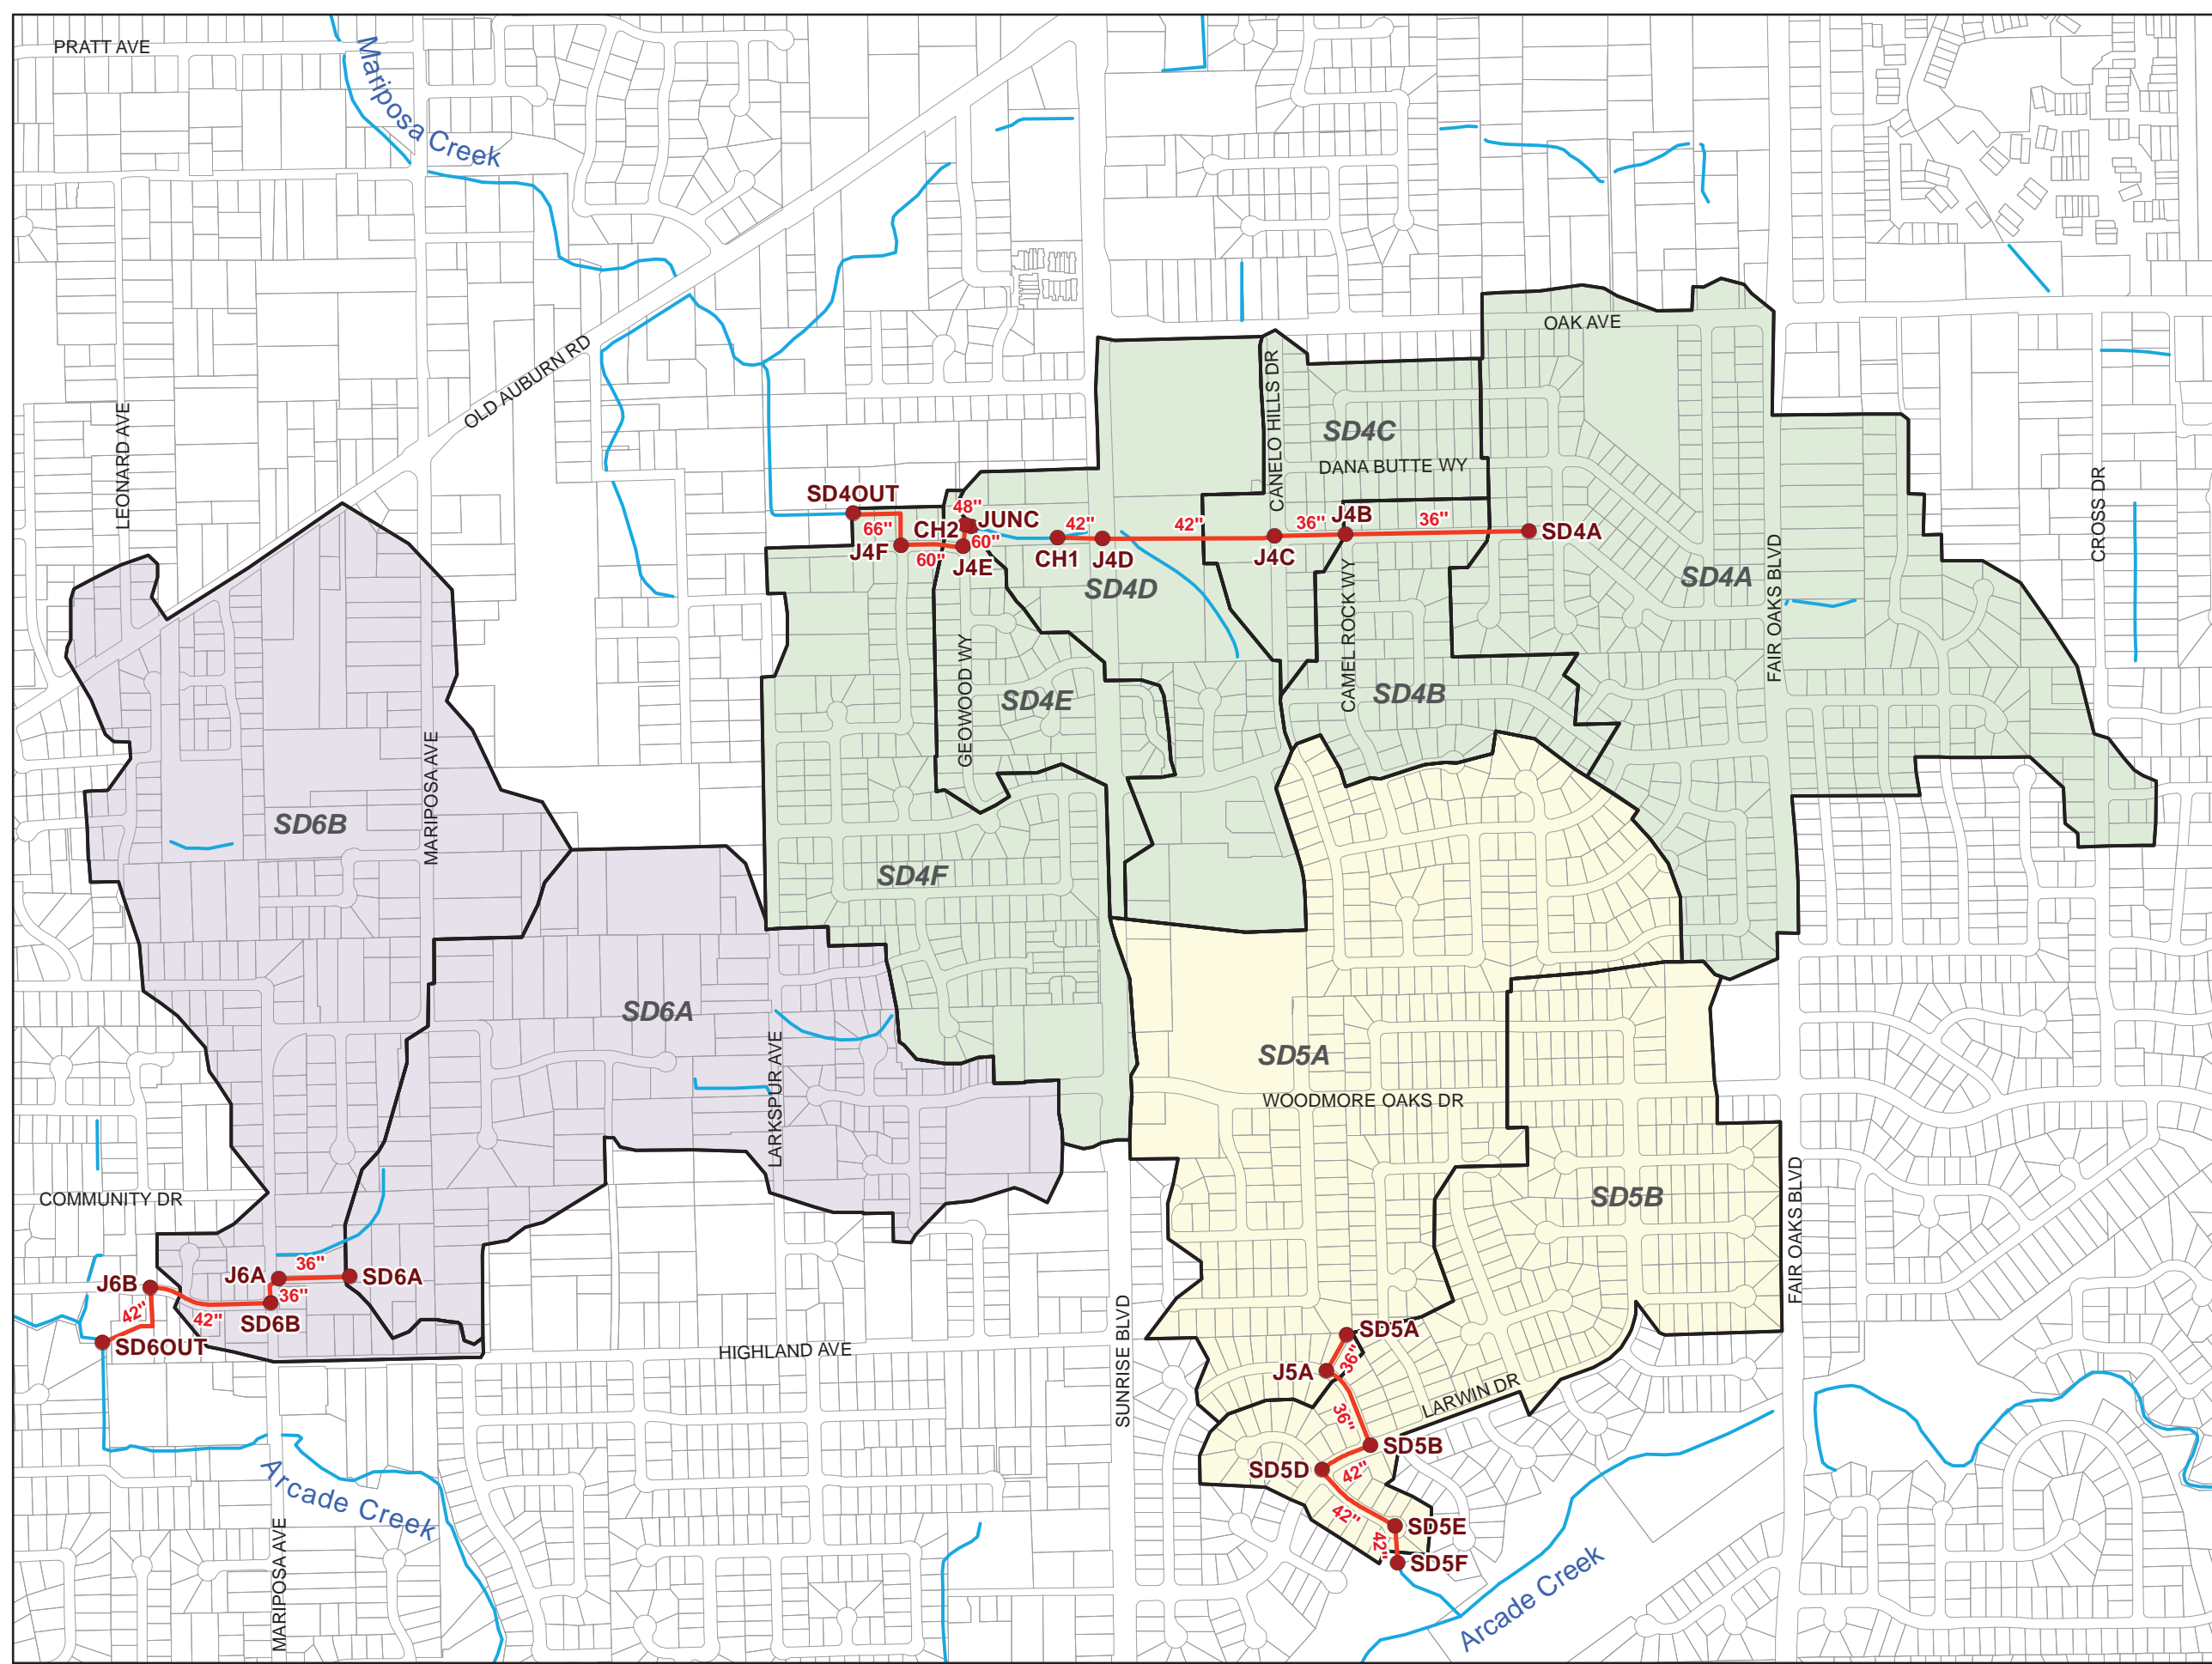 PRATT AVE
Mariposa Creek
OLD AUBURN RD
LEONARD AVE
OAK AVE
CANELO HILLS DR
SD4C
DANA BUTTE WY
CROSS DR
SD4OUT
66"
J4F
CH2
48"
JUNC
60"
60"
J4E
CH1
42"
J4D
42"
J4C
36"
J4B
36"
SD4A
SD4D
SD4A
FAIR OAKS BLVD
CAMEL ROCK WY
SD4B
GEOWOOD WY
SD4E
MARIPOSA AVE
SD6B
SD4F
SD6A
LARKSPUR AVE
SD5A
WOODMORE OAKS DR
SD5B
FAIR OAKS BLVD
COMMUNITY DR
J6B
42"
SD6OUT
42"
J6A
36"
SD6A
36"
SD6B
HIGHLAND AVE
SUNRISE BLVD
SD5A
36"
J5A
36"
LARWIN DR
SD5B
42"
SD5D
42"
SD5E
42"
SD5F
Arcade Creek
MARIPOSA AVE
Arcade Creek